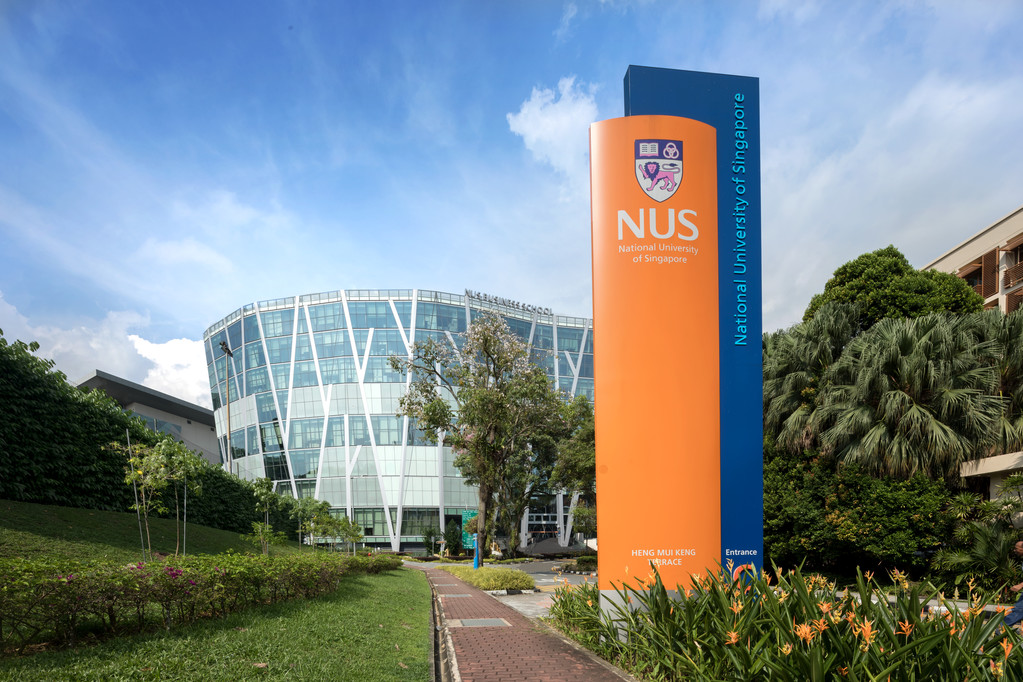 NUS BUSINESS SCHOOL
NUS
National University
of Singapore
National University of Singapore
HENG MUI KENG
TERRACE
Entrance